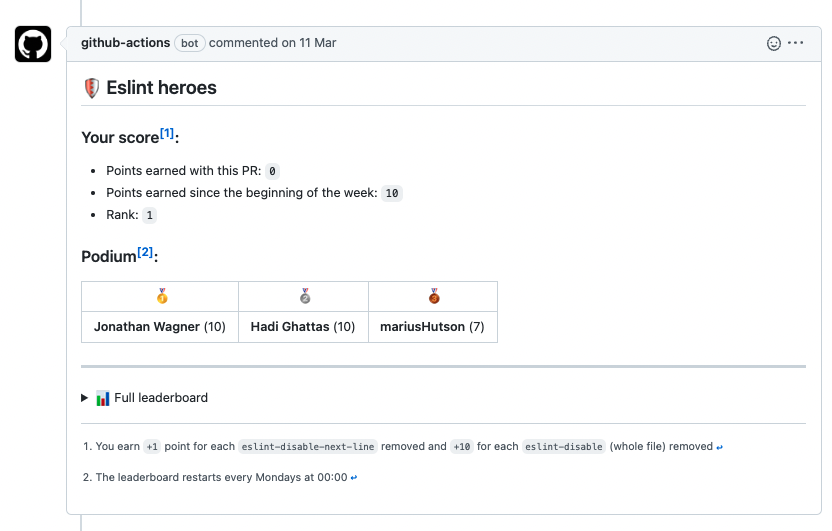 github-actions bot commented on 11 Mar
Eslint heroes
Your score[1]:
Points earned with this PR: 0
Points earned since the beginning of the week: 10
Rank: 1
Podium[2]:
1 2 3
Jonathan Wagner (10) Hadi Ghattas (10) mariusHutson (7)
Full leaderboard
1. You earn +1 point for each eslint-disable-next-line removed and +10 for each eslint-disable (whole file) removed ↩
2. The leaderboard restarts every Mondays at 00:00 ↩